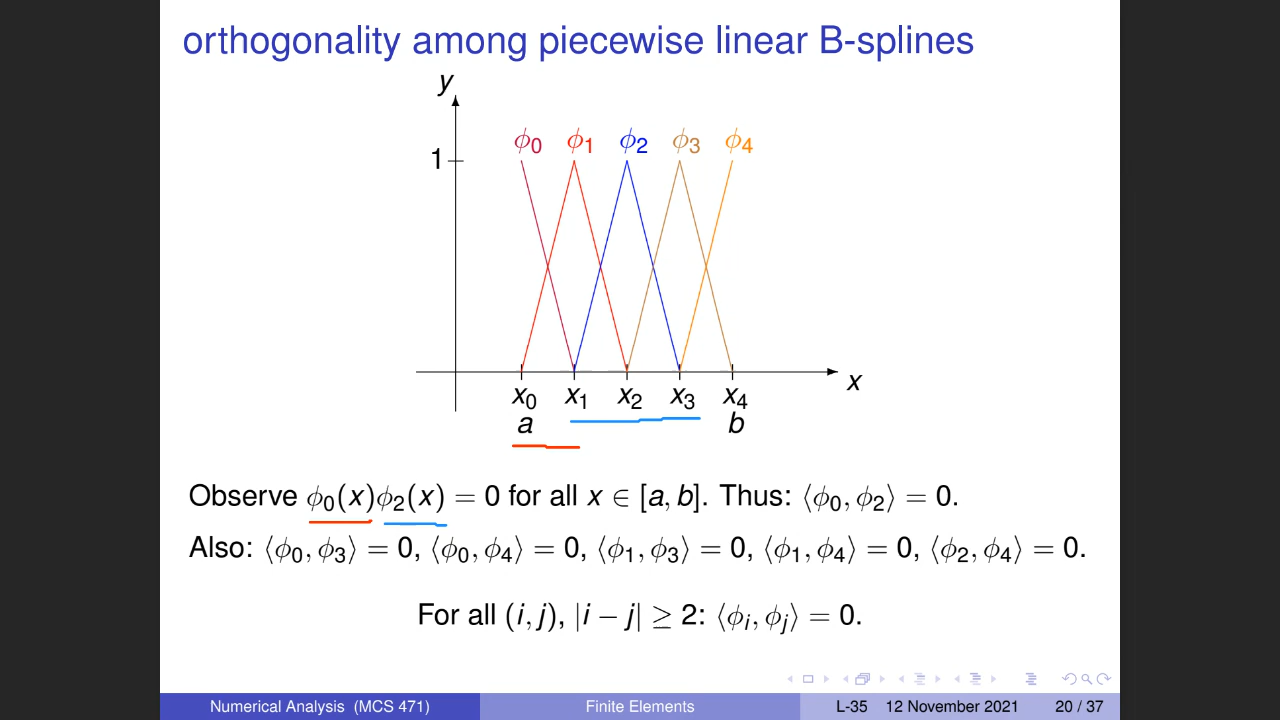 orthogonality among piecewise linear B-splines
y
ϕ0 ϕ1 ϕ2 ϕ3 ϕ4
1
x0 x1 x2 x3 x4 x
a b
Observe ϕ0(x)ϕ2(x) = 0 for all x ∈ [a, b]. Thus: ⟨ϕ0, ϕ2⟩ = 0.
Also: ⟨ϕ0, ϕ3⟩ = 0, ⟨ϕ0, ϕ4⟩ = 0, ⟨ϕ1, ϕ3⟩ = 0, ⟨ϕ1, ϕ4⟩ = 0, ⟨ϕ2, ϕ4⟩ = 0.
For all (i, j), |i − j| ≥ 2: ⟨ϕi, ϕj⟩ = 0.
Numerical Analysis (MCS 471) Finite Elements L-35 12 November 2021 20 / 37